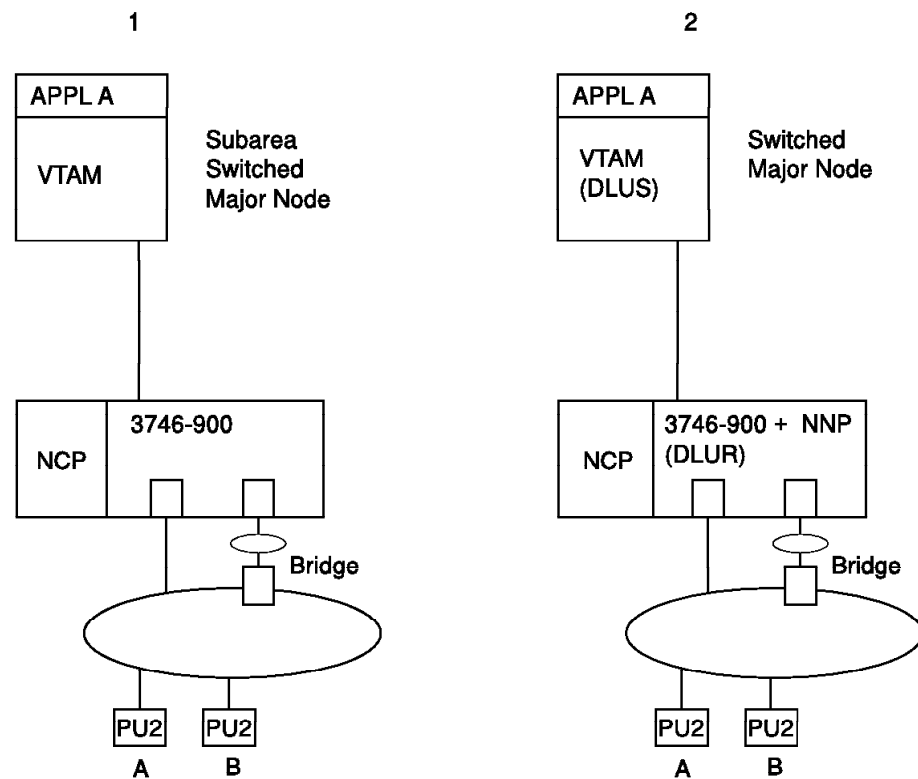 1
APPL A
VTAM
Subarea
Switched
Major Node
NCP
3746-900
Bridge
PU2
PU2
A
B
2
APPL A
VTAM
(DLUS)
Switched
Major Node
NCP
3746-900 + NNP
(DLUR)
Bridge
PU2
PU2
A
B